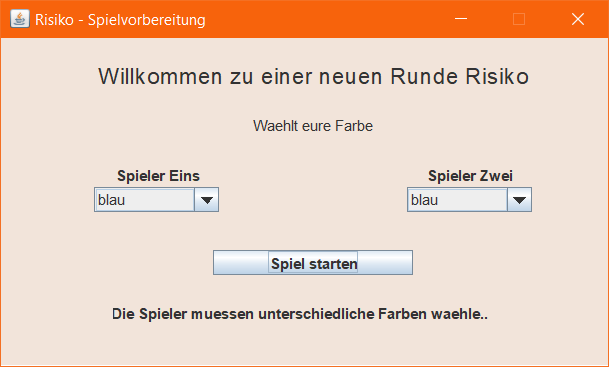 Risiko - Spielvorbereitung
Willkommen zu einer neuen Runde Risiko
Waehlt eure Farbe
Spieler Eins
Spieler Zwei
blau
blau
Spiel starten
Die Spieler muessen unterschiedliche Farben waehle..